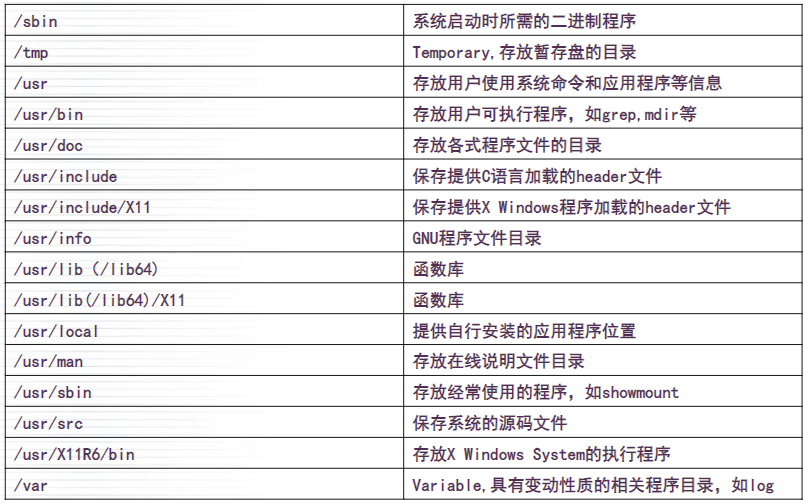 /sbin 系统启动时所需的二进制程序
/tmp Temporary,存放暂存盘的目录
/usr 存放用户使用系统命令和应用程序等信息
/usr/bin 存放用户可执行程序，如grep,mdir等
/usr/doc 存放各式程序文件的目录
/usr/include 保存提供C语言加载的header文件
/usr/include/X11 保存提供X Windows程序加载的header文件
/usr/info GNU程序文件目录
/usr/lib（/lib64) 函数库
/usr/lib(/lib64)/X11 函数库
/usr/local 提供自行安装的应用程序位置
/usr/man 存放在线说明文件目录
/usr/sbin 存放经常使用的程序，如showmount
/usr/src 保存系统的源码文件
/usr/X11R6/bin 存放X Windows System的执行程序
/var Variable,具有变动性质的相关程序目录，如log